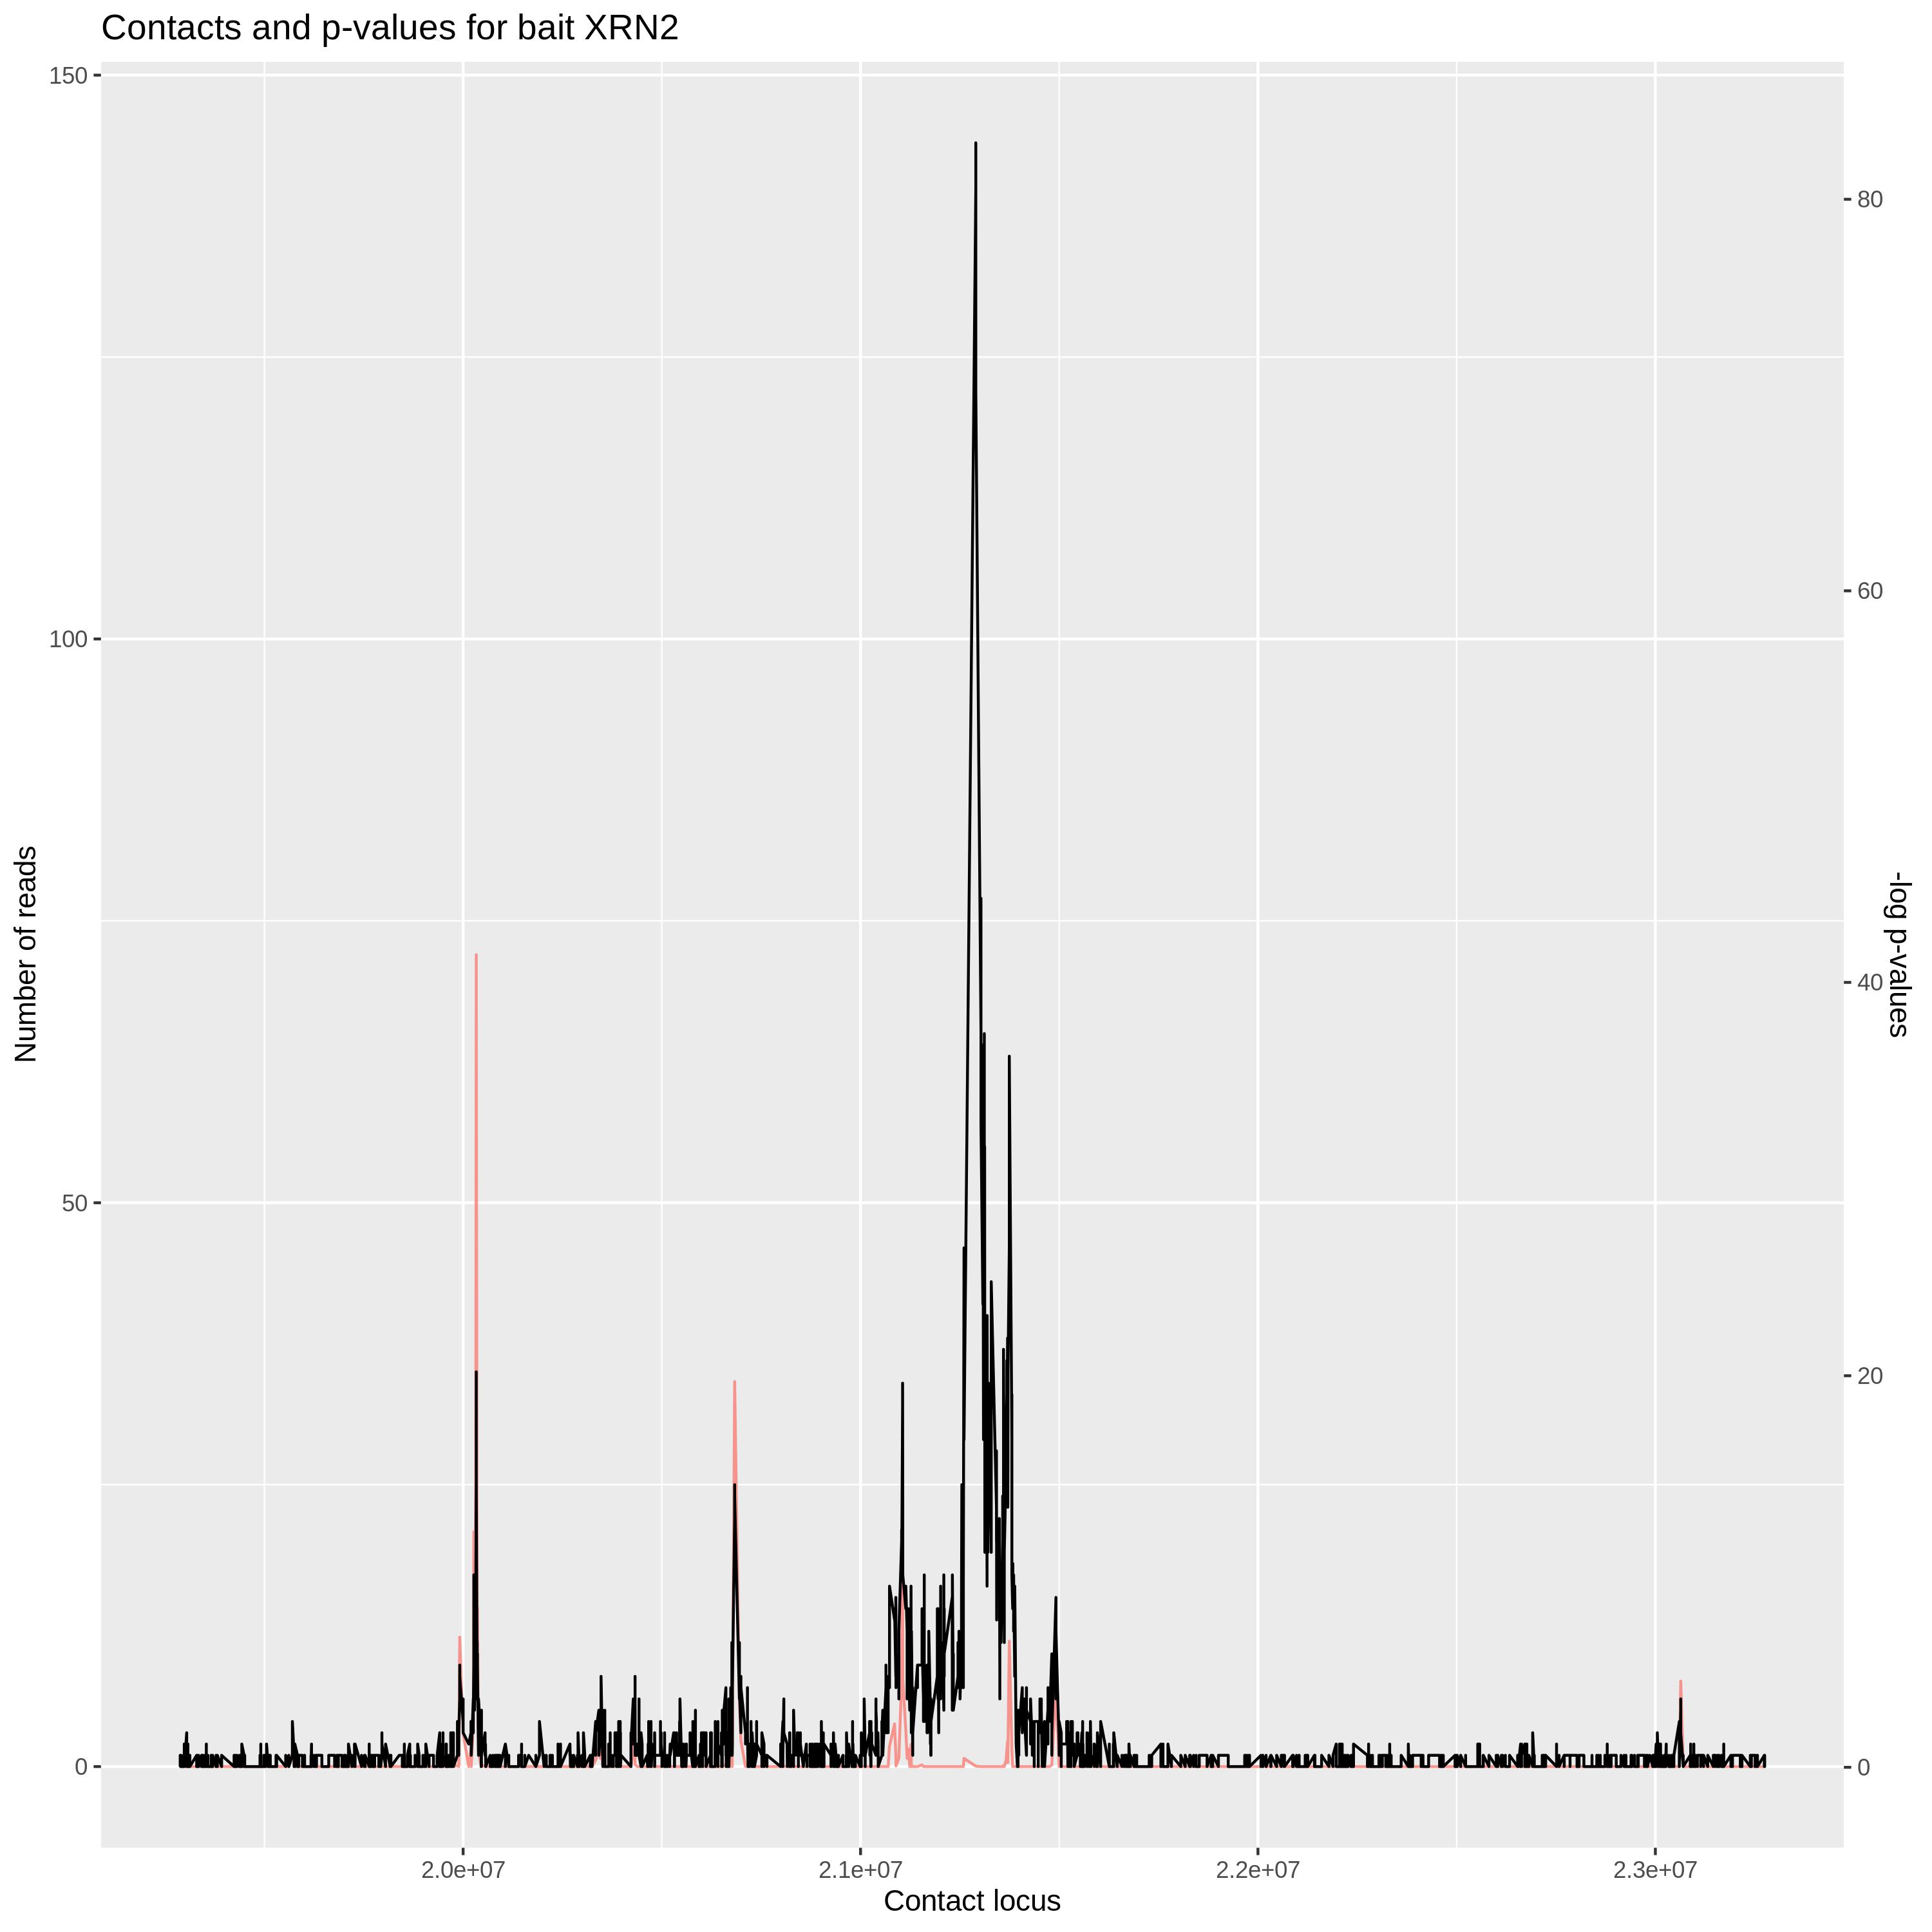 Contacts and p-values for bait XRN2
150
100
50
0
Number of reads
80
60
40
20
0
-log p-values
2.0e+07
2.1e+07
2.2e+07
2.3e+07
Contact locus